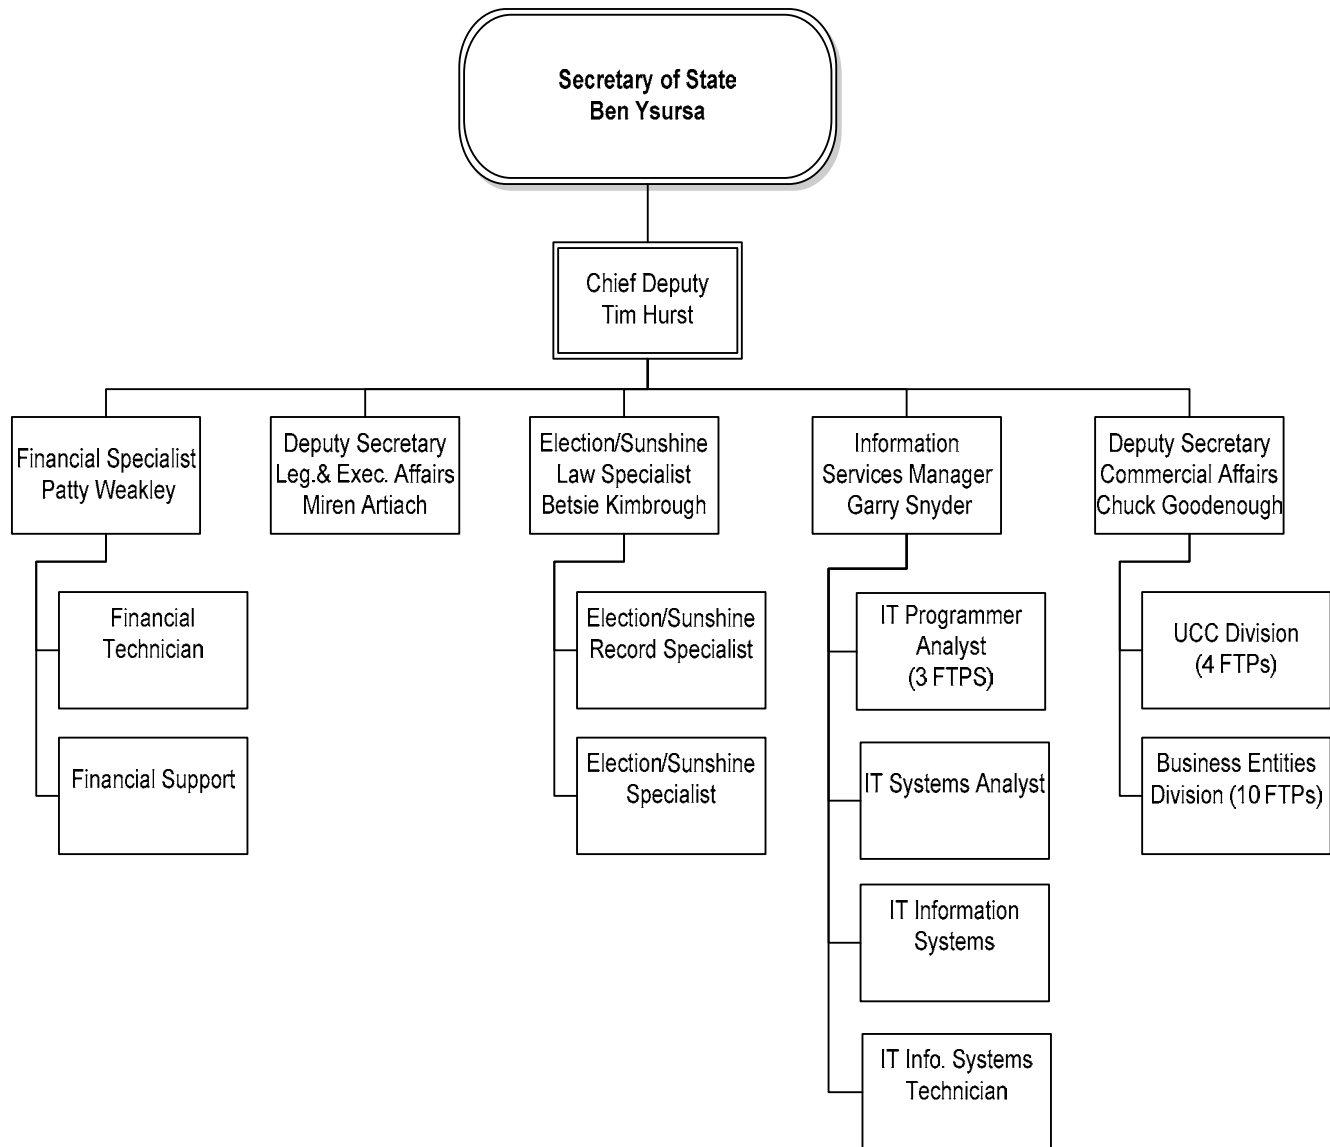 Secretary of State
Ben Ysursa
Chief Deputy
Tim Hurst
Financial Specialist
Patty Weakley
Deputy Secretary
Leg.& Exec. Affairs
Miren Artiach
Election/Sunshine
Law Specialist
Betsie Kimbrough
Information
Services Manager
Garry Snyder
Deputy Secretary
Commercial Affairs
Chuck Goodenough
Financial
Technician
Financial Support
Election/Sunshine
Record Specialist
Election/Sunshine
Specialist
IT Programmer
Analyst
(3 FTPS)
IT Systems Analyst
IT Information
Systems
IT Info. Systems
Technician
UCC Division
(4 FTPs)
Business Entities
Division (10 FTPs)